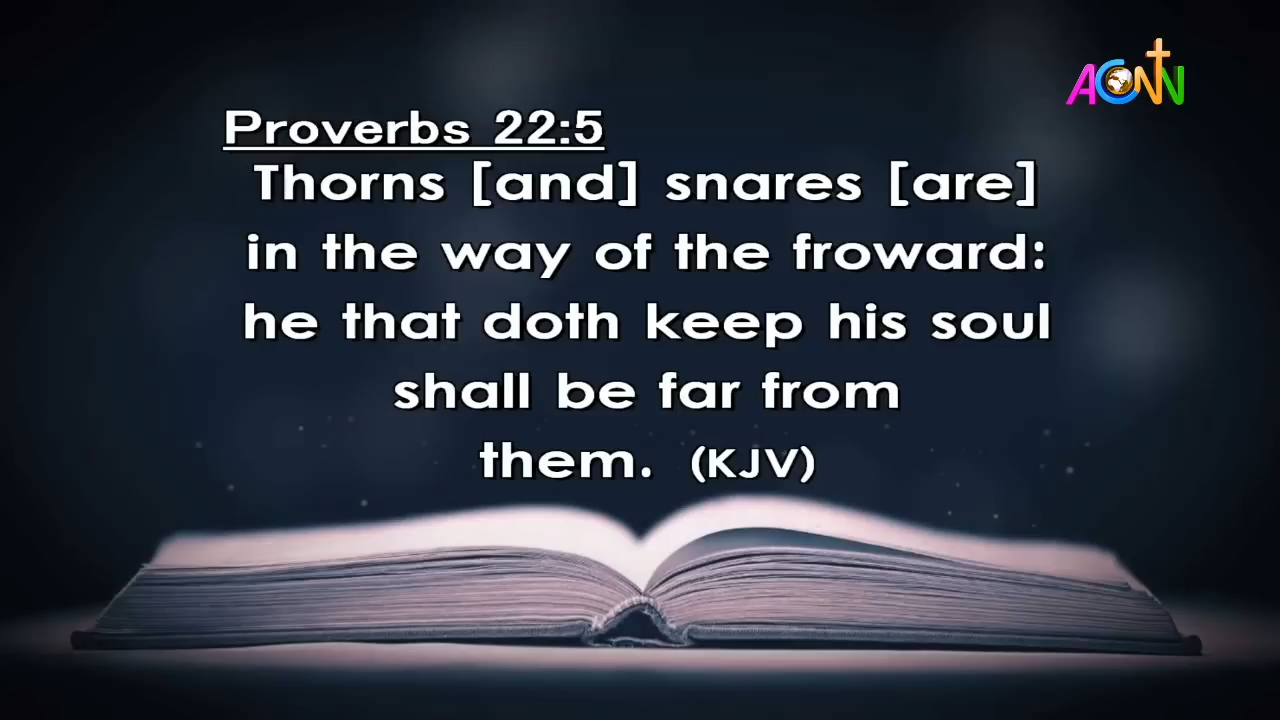 ACNN
Proverbs 22:5
Thorns [and] snares [are]
in the way of the froward:
he that doth keep his soul
shall be far from
them. (KJV)